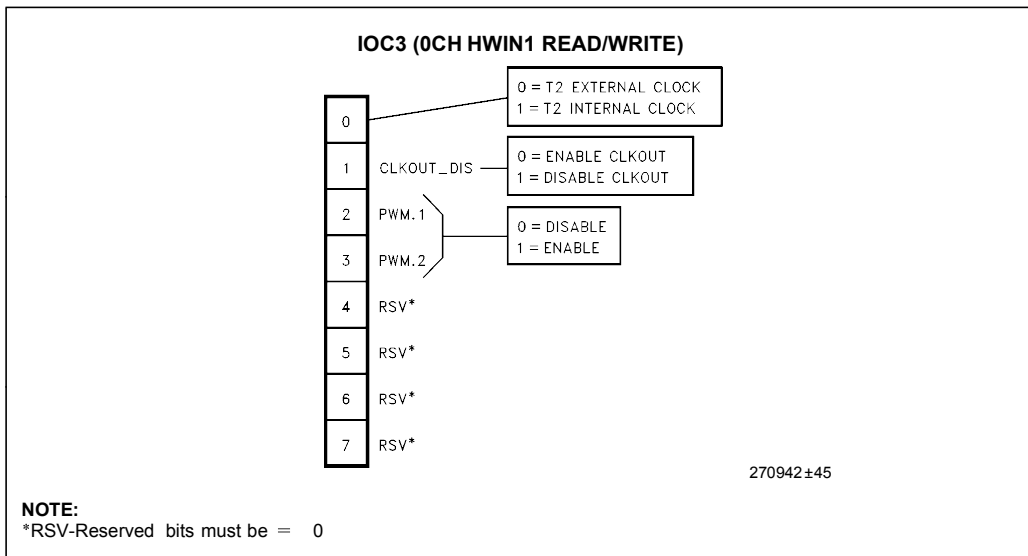 IOC3 (0CH HWIN1 READ/WRITE)
0 = T2 EXTERNAL CLOCK
1 = T2 INTERNAL CLOCK
0
1 CLKOUT_DIS
0 = ENABLE CLKOUT
1 = DISABLE CLKOUT
2 PWM.1
0 = DISABLE
1 = ENABLE
3 PWM.2
4 RSV*
5 RSV*
6 RSV*
7 RSV*
270942±45
NOTE:
*RSV-Reserved bits must be = 0